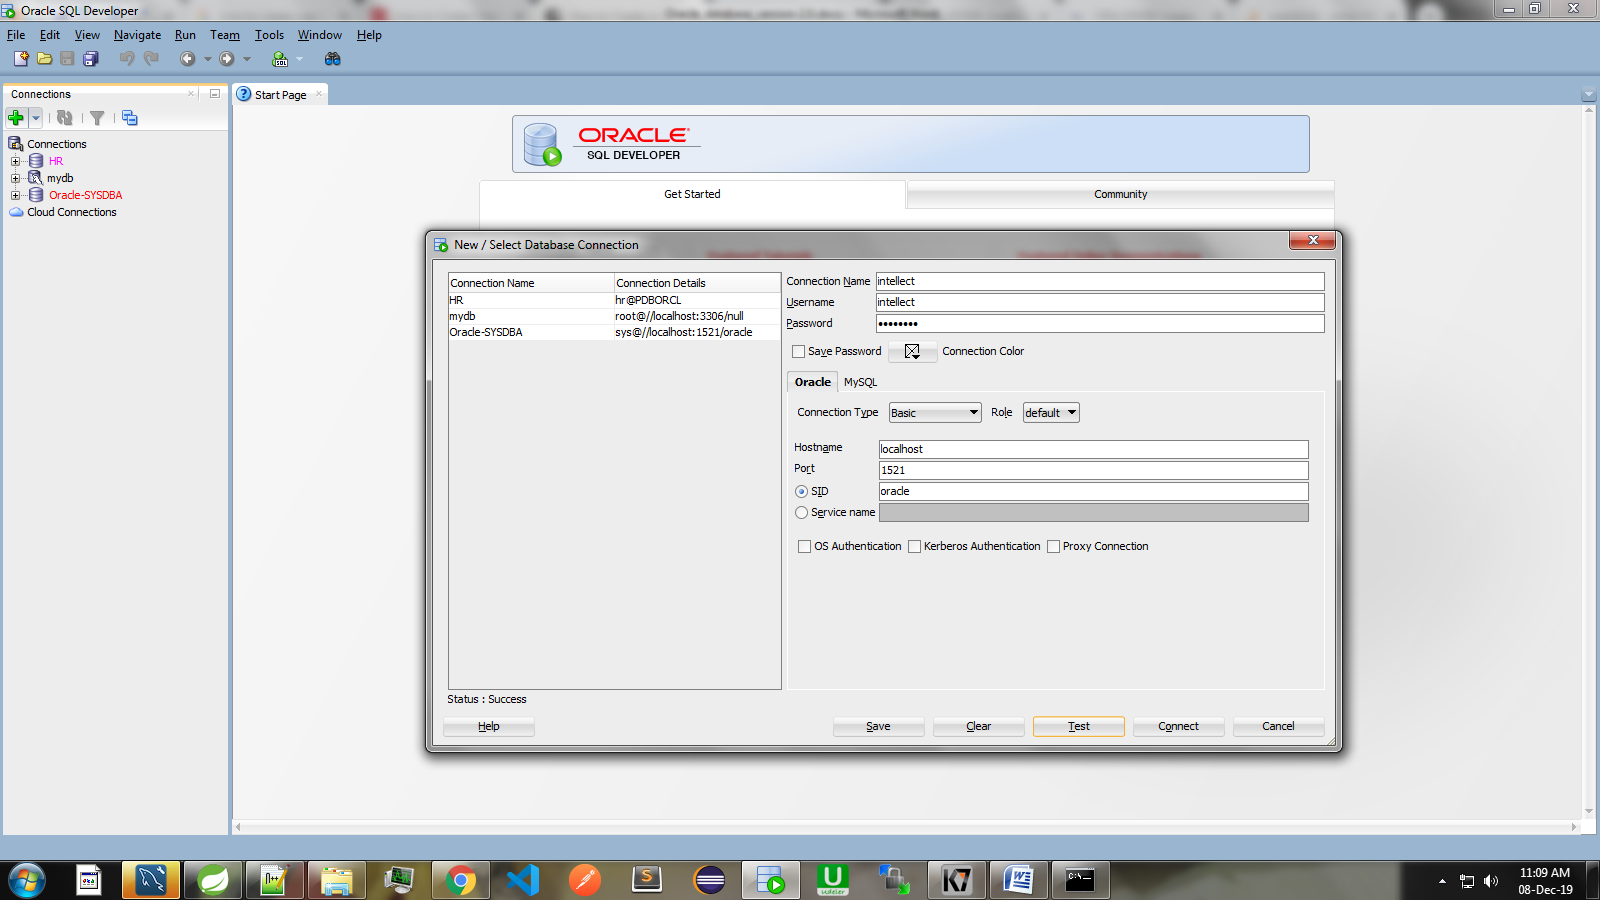 Oracle SQL Developer
File Edit View Navigate Run Team Tools Window Help
SQL
Connections
Start Page
Connections
HR
mydb
Oracle-SYSDBA
Cloud Connections
ORACLE
SQL DEVELOPER
Get Started
Community
New / Select Database Connection
Connection Name Connection Details
HR hr@PDBORCL
mydb root@//localhost:3306/null
Oracle-SYSDBA sys@//localhost:1521/oracle
Connection Name intellect
Username intellect
Password ••••••••
Save Password Connection Color
Oracle MySQL
Connection Type Basic Role default
Hostname localhost
Port 1521
SID oracle
Service name
OS Authentication Kerberos Authentication Proxy Connection
Status : Success
Help Save Clear Test Connect Cancel
11:09 AM
08-Dec-19